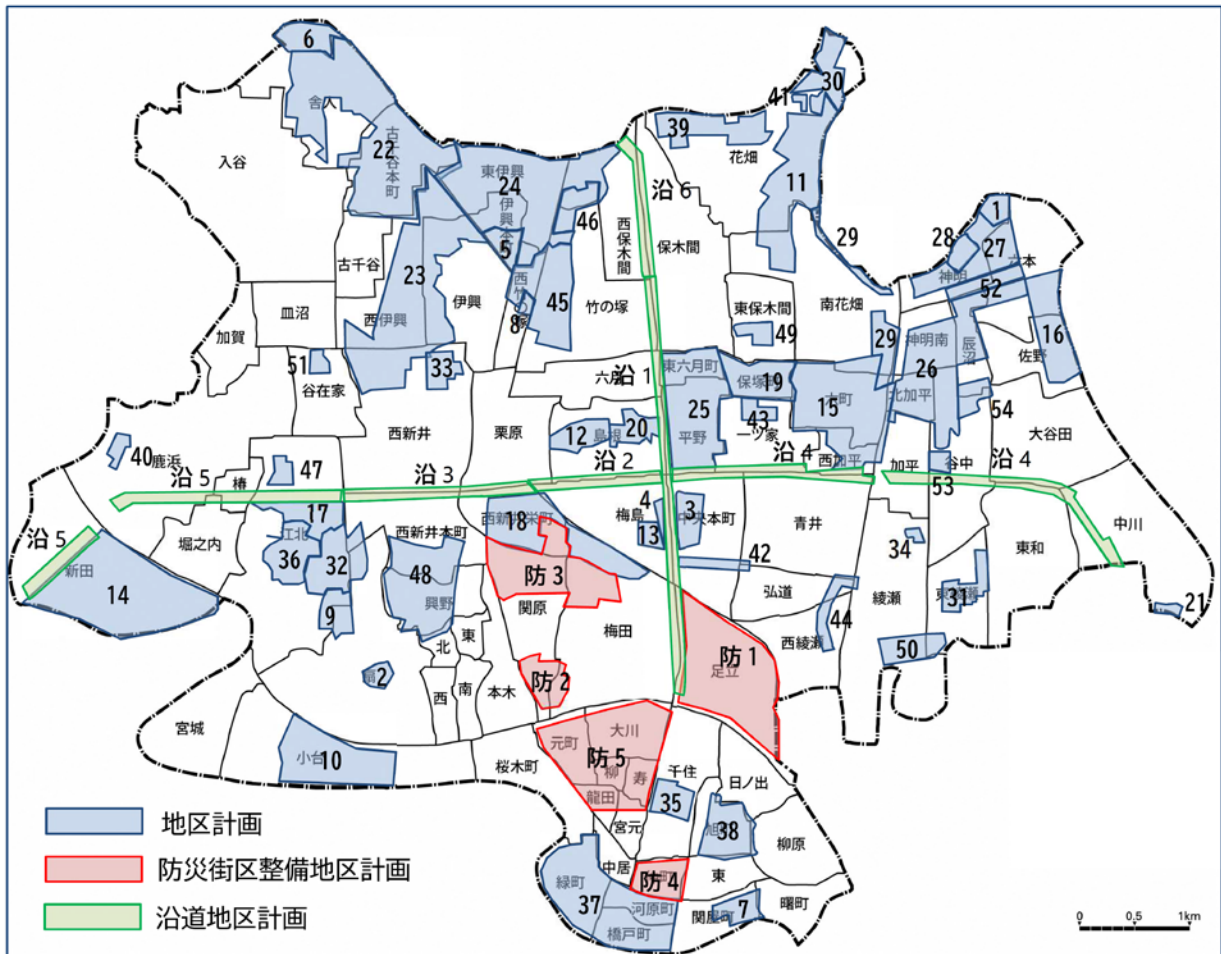 6
30
41
舎人
39
花畑
古千谷本町
22
入谷
東伊興
24
伊興本町
沿 6
11
46
1
西保木間
保木間
29
28
27
六木
神明
5
古千谷
23
西竹の塚
52
伊興
45
竹の塚
8
東保木間
南花畑
皿沼
西伊興
49
29
神明南
辰沼
16
加賀
佐野
51
33
東六月町
26
谷在家
六月
沿 1
保塚町
19
北加平
25
15
54
43
西新井
栗原
12
島根
20
平野
一ツ家
大谷田
40
鹿浜
沿 2
沿 4
西加平
加平
谷中
沿 4
沿 5
椿
47
沿 3
53
17
4
西新井栄町
18
梅島
3
中央本町
青井
中川
沿 5
堀之内
江北
西新井本町
13
36
32
42
34
東和
新田
14
48
防 3
弘道
綾瀬
興野
関原
31
21
9
梅田
44
北
東
西綾瀬
50
防 1
足立
2
防 2
西
南
本木
宮城
大川
元町
小台
10
防 5
桜木町
柳
寿
千住
日ノ出
龍田
35
宮元
38
柳原
地区計画
防災街区整備地区計画
沿道地区計画
中居
緑町
防 4
東
37
河原町
関屋町
7
曙町
橋戸町
0 0.5 1km